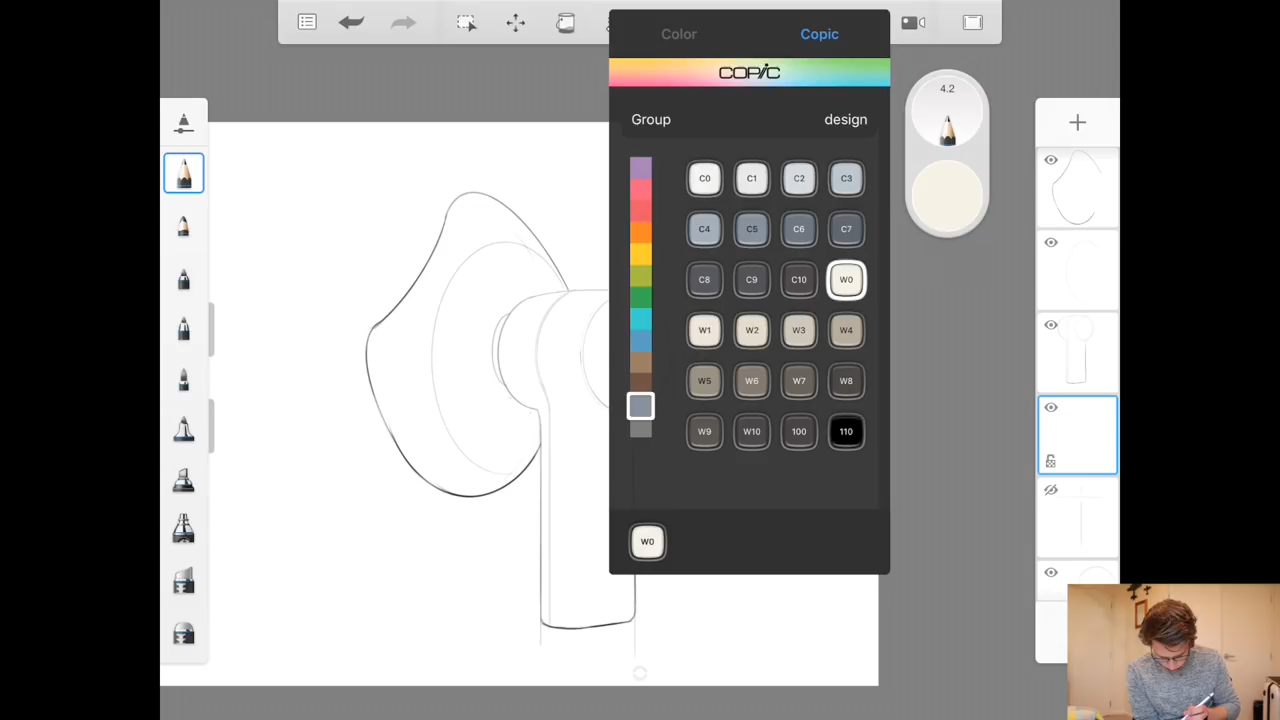 Color Copic
COPIC
4.2
Group design
C0 C1 C2 C3
C4 C5 C6 C7
C8 C9 C10 W0
W1 W2 W3 W4
W5 W6 W7 W8
W9 W10 100 110
W0